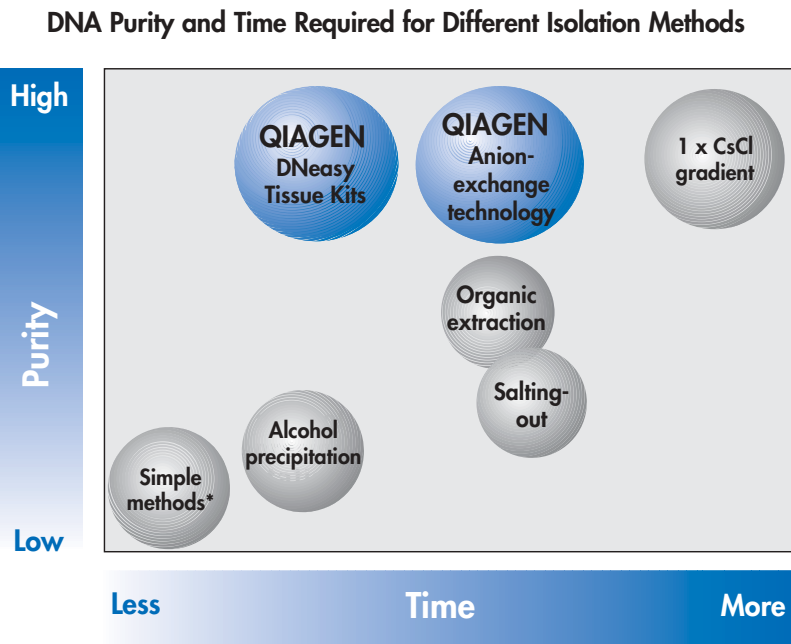 DNA Purity and Time Required for Different Isolation Methods
High
Purity
Low
QIAGEN
DNeasy
Tissue Kits
QIAGEN
Anion-
exchange
technology
1 x CsCl
gradient
Organic
extraction
Salting-
out
Alcohol
precipitation
Simple
methods*
Less
Time
More